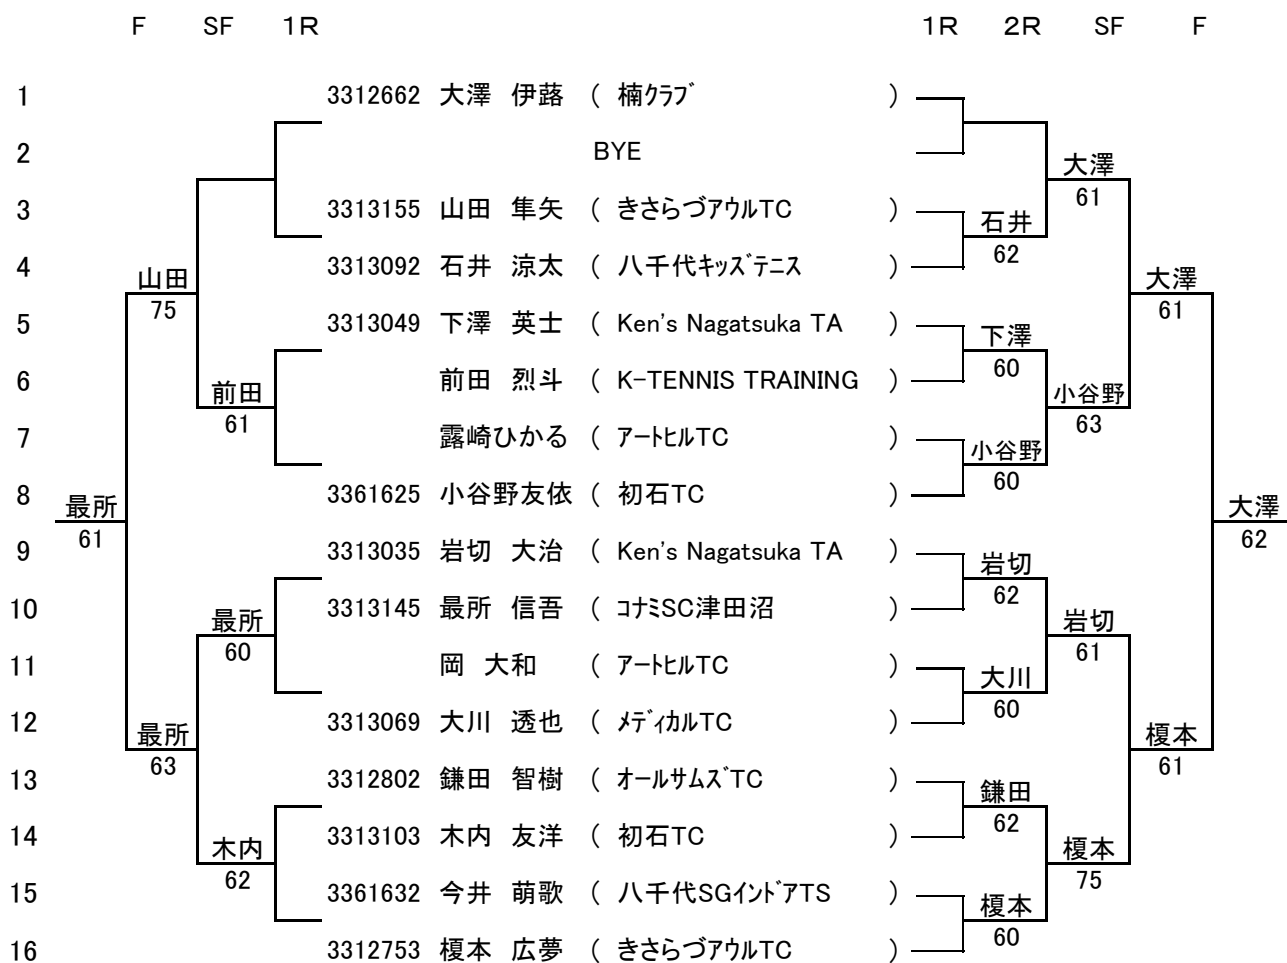 F SF 1R 1R 2R SF F
1 3312662 大澤 伊蕗 ( 楠クラブ )
2 BYE
大澤
61
3 3313155 山田 隼矢 ( きさらづアウルTC )
石井
62
4 3313092 石井 涼太 ( 八千代キッズテニス )
山田
75
大澤
61
5 3313049 下澤 英士 ( Ken's Nagatsuka TA )
下澤
60
6 前田 烈斗 ( K-TENNIS TRAINING )
前田
61
小谷野
63
7 露崎ひかる ( アートヒルTC )
小谷野
60
8 3361625 小谷野友依 ( 初石TC )
最所
61
大澤
62
9 3313035 岩切 大治 ( Ken's Nagatsuka TA )
岩切
62
10 3313145 最所 信吾 ( コナミSC津田沼 )
最所
60
岩切
61
11 岡 大和 ( アートヒルTC )
大川
60
12 3313069 大川 透也 ( メディカルTC )
最所
63
榎本
61
13 3312802 鎌田 智樹 ( オールサムズTC )
鎌田
62
14 3313103 木内 友洋 ( 初石TC )
木内
62
榎本
75
15 3361632 今井 萌歌 ( 八千代SGインドアTS )
榎本
60
16 3312753 榎本 広夢 ( きさらづアウルTC )